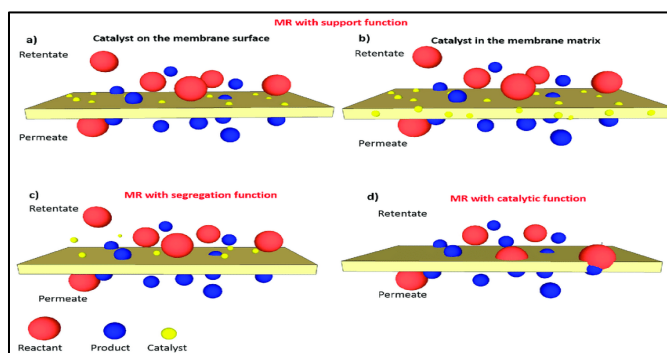 MR with support function
a) Catalyst on the membrane surface
b) Catalyst in the membrane matrix
Retentate
Retentate
Permeate
Permeate
c) MR with segregation function
d) MR with catalytic function
Retentate
Retentate
Permeate
Permeate
Reactant Product Catalyst